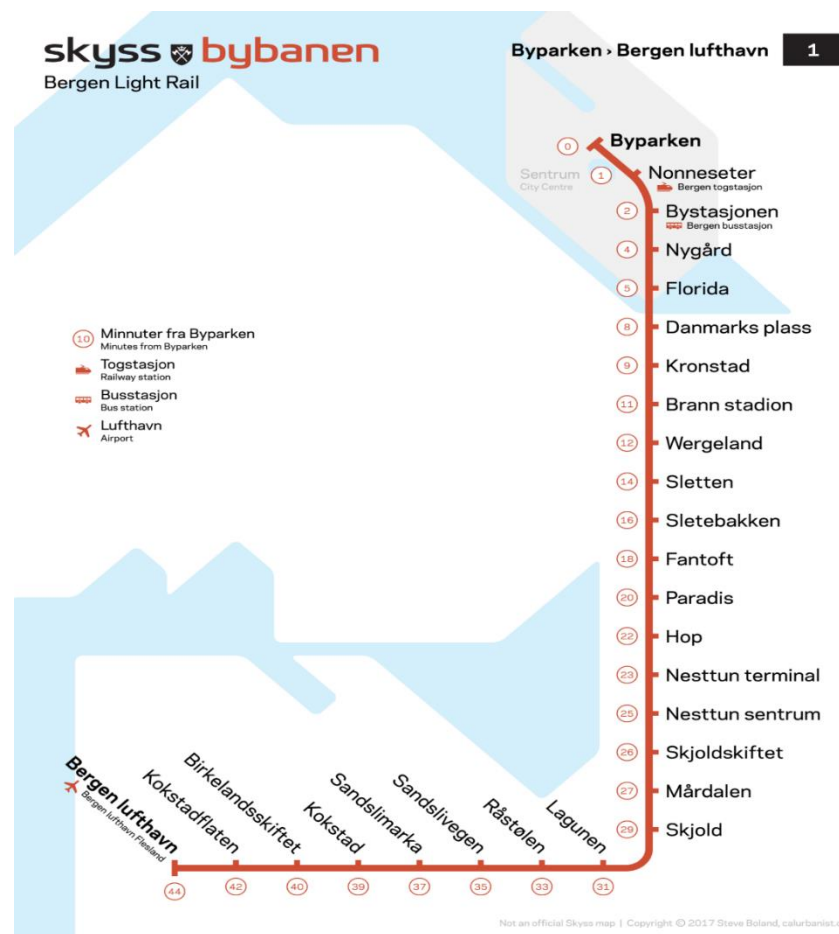 skyss bybanen
Bergen Light Rail
Byparken › Bergen lufthavn 1
0 Byparken
Sentrum
City Centre
1 Nonneseter
Bergen togstasjon
2 Bystasjonen
Bergen busstasjon
4 Nygård
5 Florida
8 Danmarks plass
9 Kronstad
11 Brann stadion
12 Wergeland
14 Sletten
16 Sletebakken
18 Fantoft
20 Paradis
22 Hop
23 Nesttun terminal
25 Nesttun sentrum
26 Skjoldskiftet
27 Mårdalen
29 Skjold
10 Minnuter fra Byparken
Minutes from Byparken
Togstasjon
Railway station
Busstasjon
Bus station
Lufthavn
Airport
Bergen lufthavn
Bergen lufthavn Flesland
Kokstadflaten
Birkelandsskiftet
Kokstad
Sandslimarka
Sandslivegen
Råstølen
Lagunen
44 42 40 39 37 35 33 31
Not an official Skyss map | Copyright © 2017 Steve Boland, calurbanist.c